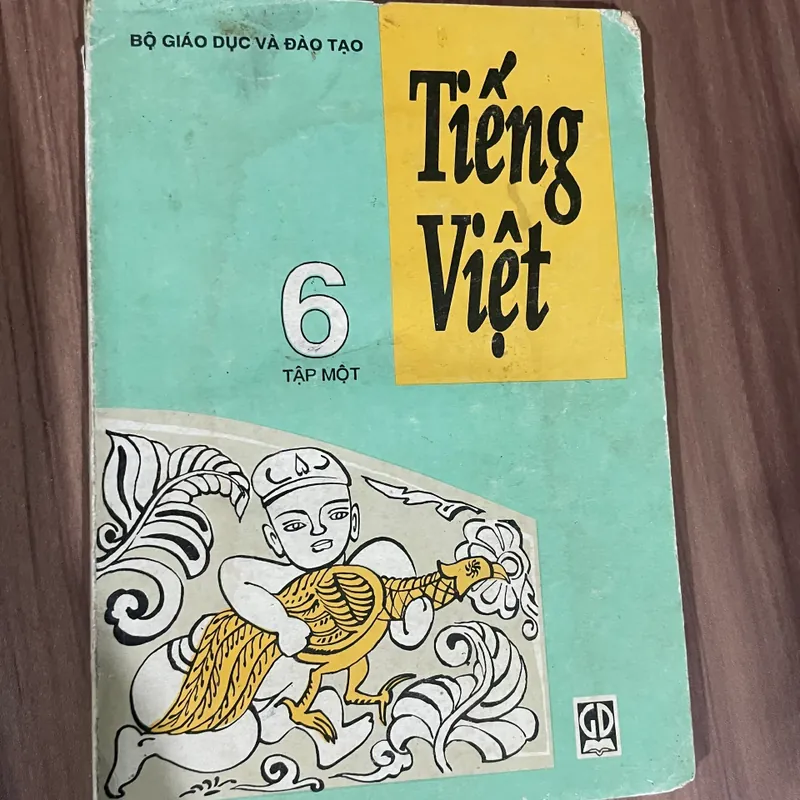 BỘ GIÁO DỤC VÀ ĐÀO TẠO
Tiếng
Việt
6
TẬP MỘT
GD